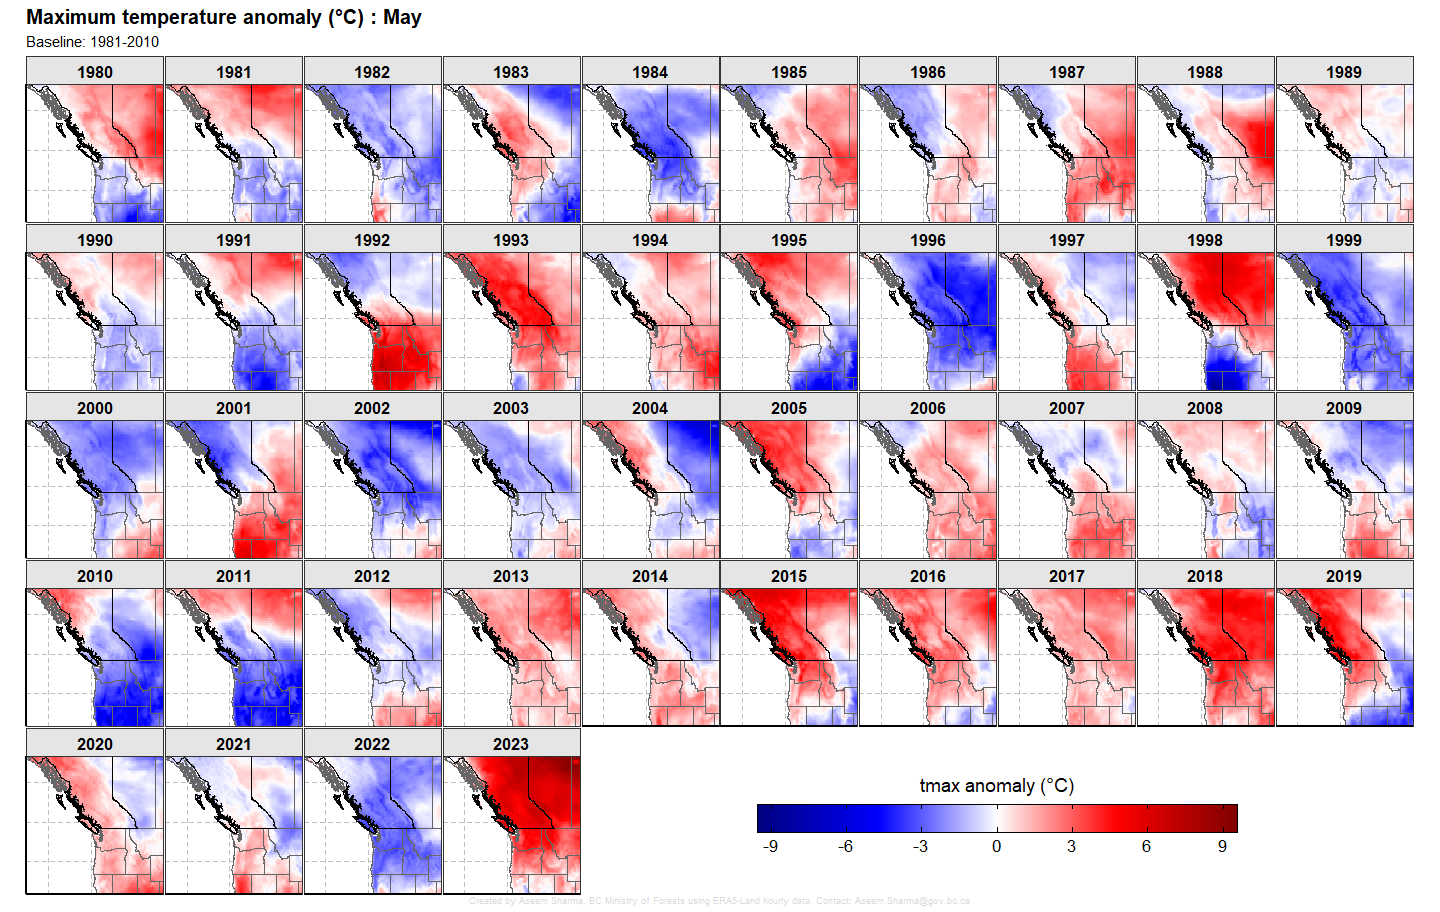 Maximum temperature anomaly (°C) : May
Baseline: 1981-2010
1980 1981 1982 1983 1984 1985 1986 1987 1988 1989
1990 1991 1992 1993 1994 1995 1996 1997 1998 1999
2000 2001 2002 2003 2004 2005 2006 2007 2008 2009
2010 2011 2012 2013 2014 2015 2016 2017 2018 2019
2020 2021 2022 2023
tmax anomaly (°C)
-9 -6 -3 0 3 6 9
Created by Aseem Sharma, BC Ministry of Forests using ERA5-Land hourly data. Contact: Aseem.Sharma@gov.bc.ca